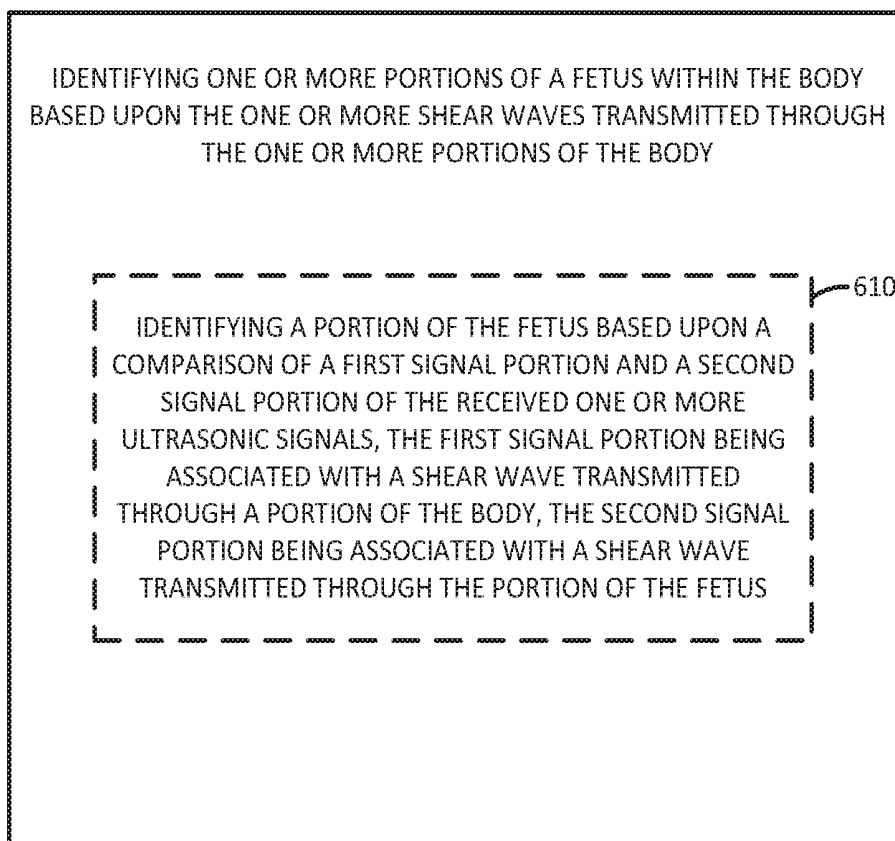 IDENTIFYING ONE OR MORE PORTIONS OF A FETUS WITHIN THE BODY
BASED UPON THE ONE OR MORE SHEAR WAVES TRANSMITTED THROUGH
THE ONE OR MORE PORTIONS OF THE BODY
610
IDENTIFYING A PORTION OF THE FETUS BASED UPON A
COMPARISON OF A FIRST SIGNAL PORTION AND A SECOND
SIGNAL PORTION OF THE RECEIVED ONE OR MORE
ULTRASONIC SIGNALS, THE FIRST SIGNAL PORTION BEING
ASSOCIATED WITH A SHEAR WAVE TRANSMITTED
THROUGH A PORTION OF THE BODY, THE SECOND SIGNAL
PORTION BEING ASSOCIATED WITH A SHEAR WAVE
TRANSMITTED THROUGH THE PORTION OF THE FETUS